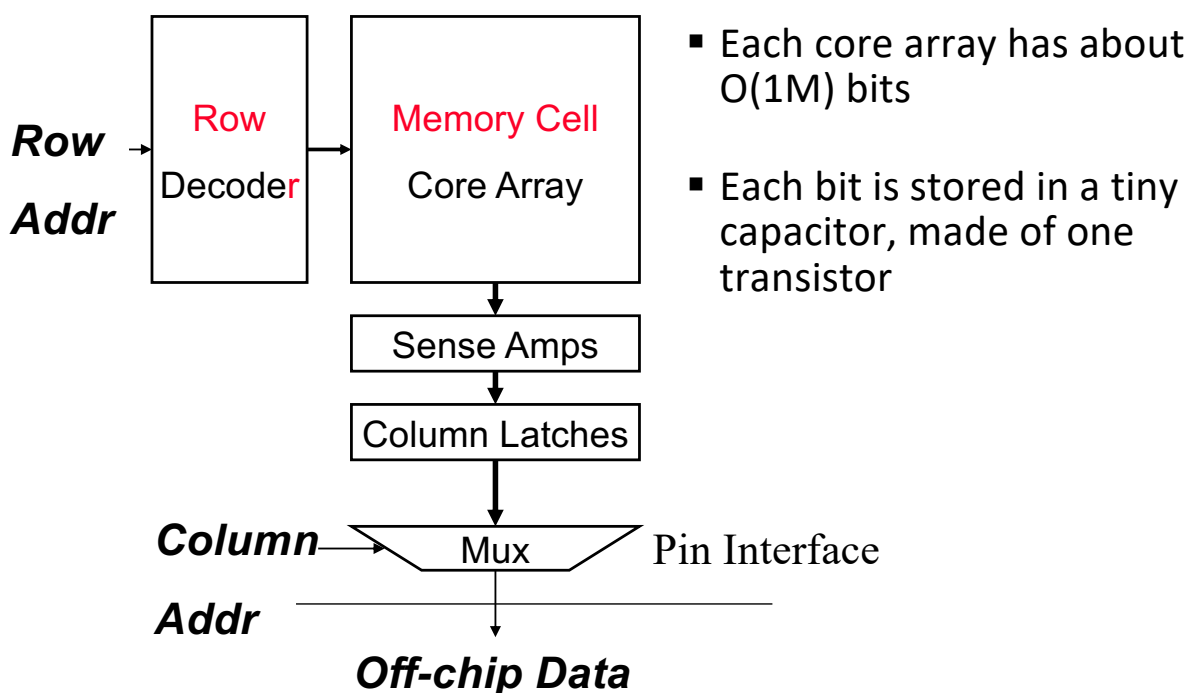 Row
Addr
Row
Decoder
Memory Cell
Core Array
▪ Each core array has about
O(1M) bits
▪ Each bit is stored in a tiny
capacitor, made of one
transistor
Sense Amps
Column Latches
Column
Addr
Mux
Pin Interface
Off-chip Data